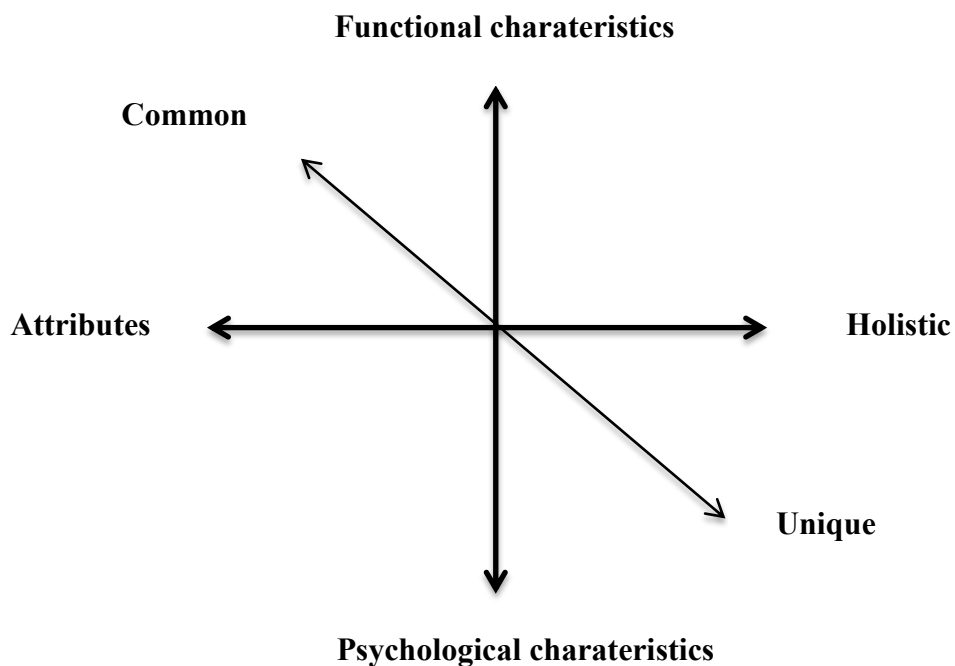 Functional charateristics
Common
Attributes
Holistic
Unique
Psychological charateristics